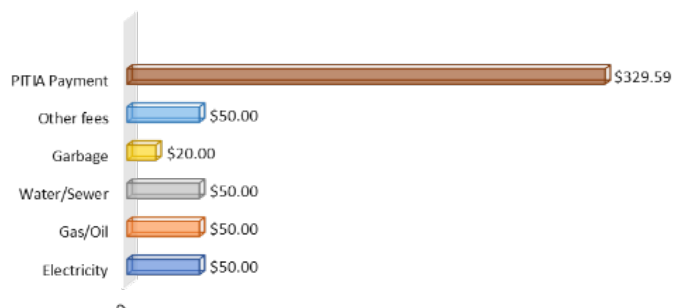 PITIA Payment $329.59
Other fees $50.00
Garbage $20.00
Water/Sewer $50.00
Gas/Oil $50.00
Electricity $50.00